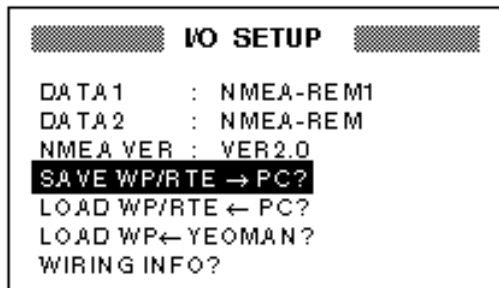 I/O SETUP
DATA1 : NMEA-REM1
DATA2 : NMEA-REM
NMEA VER : VER2.0
SAVE WP/RTE → PC?
LOAD WP/RTE ← PC?
LOAD WP← YEOMAN?
WIRING INFO?